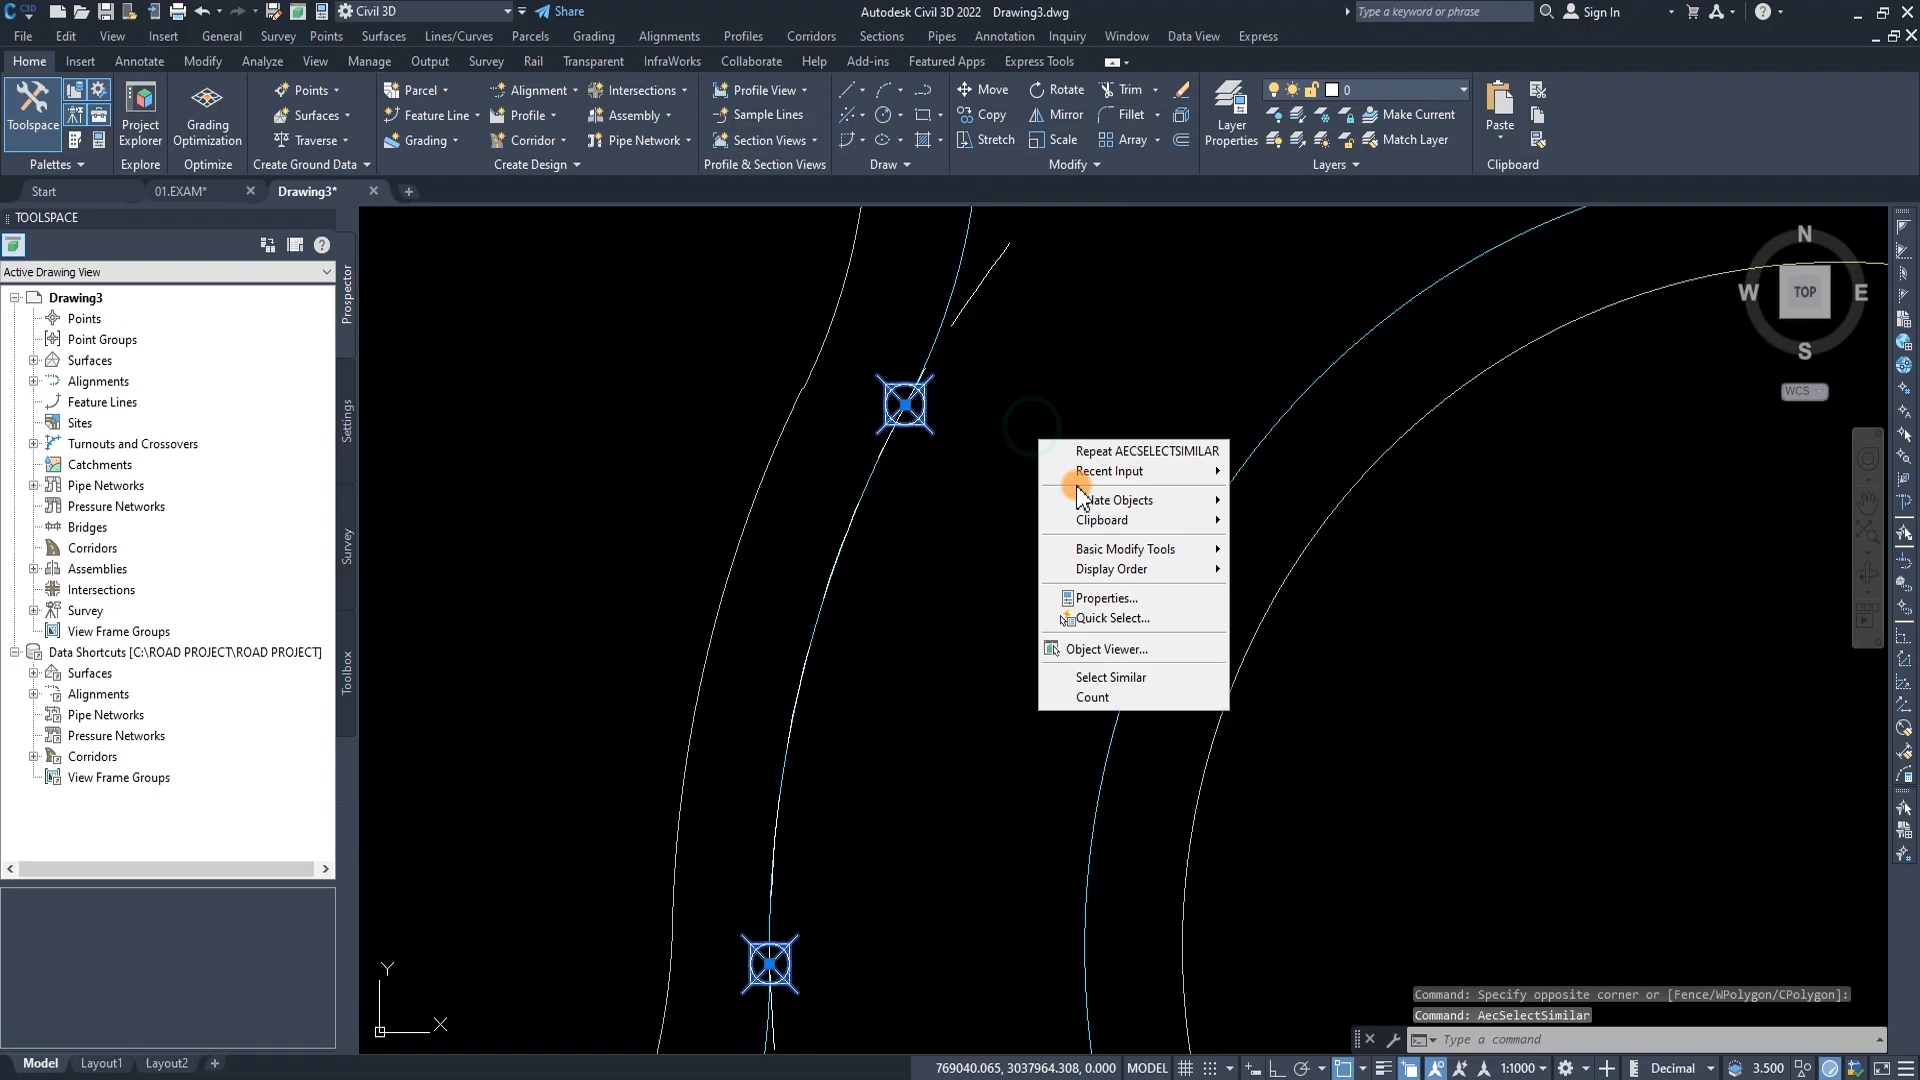 C3D Civil 3D Share Autodesk Civil 3D 2022 Drawing3.dwg Type a keyword or phrase Sign In
File Edit View Insert General Survey Points Surfaces Lines/Curves Parcels Grading Alignments Profiles Corridors Sections Pipes Annotation Inquiry Window Data View Express
Home Insert Annotate Modify Analyze View Manage Output Survey Rail Transparent InfraWorks Collaborate Help Add-ins Featured Apps Express Tools
Points Parcel Alignment Intersections Profile View Move Rotate Trim 0
Toolspace Project Explorer Grading Optimization Surfaces Feature Line Profile Assembly Sample Lines Copy Mirror Fillet Layer Properties Make Current Paste
Traverse Grading Corridor Pipe Network Section Views Stretch Scale Array Match Layer
Palettes Explore Optimize Create Ground Data Create Design Profile & Section Views Draw Modify Layers Clipboard
Start 01.EXAM* Drawing3*
TOOLSPACE
Active Drawing View
Drawing3
Points
Point Groups
Surfaces
Alignments
Feature Lines
Sites
Turnouts and Crossovers
Catchments
Pipe Networks
Pressure Networks
Bridges
Corridors
Assemblies
Intersections
Survey
View Frame Groups
Data Shortcuts [C:\ROAD PROJECT\ROAD PROJECT]
Surfaces
Alignments
Pipe Networks
Pressure Networks
Corridors
View Frame Groups
Prospector
Settings
Survey
Toolbox
N
W TOP E
S
WCS
Repeat AECSELECTSIMILAR
Recent Input
late Objects
Clipboard
Basic Modify Tools
Display Order
Properties...
Quick Select...
Object Viewer...
Select Similar
Count
Y
X
Command: Specify opposite corner or [Fence/WPolygon/CPolygon]:
Command: AecSelectSimilar
Type a command
Model Layout1 Layout2 769040.065, 3037964.308, 0.000 MODEL 1:1000 Decimal 3.500